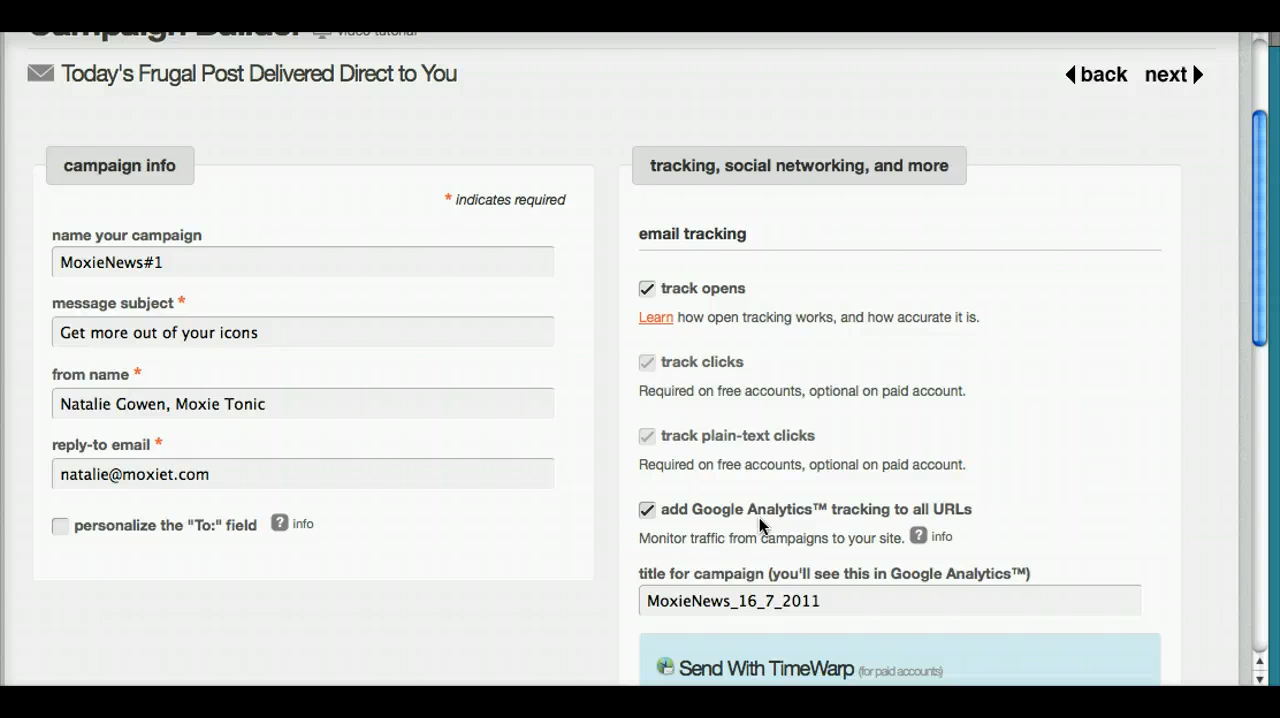 Campaign Builder video tutorial
Today's Frugal Post Delivered Direct to You
back next
campaign info
* indicates required
name your campaign
MoxieNews#1
message subject *
Get more out of your icons
from name *
Natalie Gowen, Moxie Tonic
reply-to email *
natalie@moxiet.com
personalize the "To:" field ? info
tracking, social networking, and more
email tracking
track opens
Learn how open tracking works, and how accurate it is.
track clicks
Required on free accounts, optional on paid account.
track plain-text clicks
Required on free accounts, optional on paid account.
add Google Analytics™ tracking to all URLs
Monitor traffic from campaigns to your site. ? info
title for campaign (you'll see this in Google Analytics™)
MoxieNews_16_7_2011
Send With TimeWarp (for paid accounts)